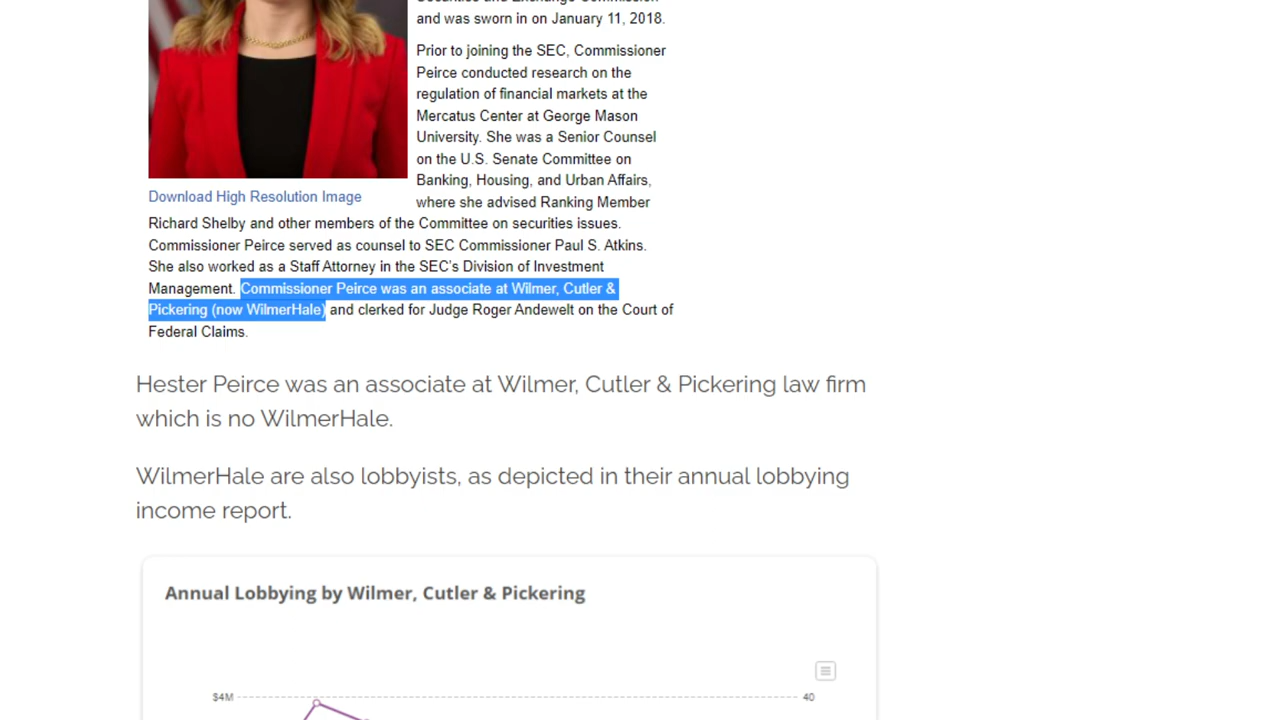 and was sworn in on January 11, 2018.
Prior to joining the SEC, Commissioner
Peirce conducted research on the
regulation of financial markets at the
Mercatus Center at George Mason
University. She was a Senior Counsel
on the U.S. Senate Committee on
Banking, Housing, and Urban Affairs,
where she advised Ranking Member
Download High Resolution Image
Richard Shelby and other members of the Committee on securities issues.
Commissioner Peirce served as counsel to SEC Commissioner Paul S. Atkins.
She also worked as a Staff Attorney in the SEC's Division of Investment
Management. Commissioner Peirce was an associate at Wilmer, Cutler &
Pickering (now WilmerHale) and clerked for Judge Roger Andewelt on the Court of
Federal Claims.
Hester Peirce was an associate at Wilmer, Cutler & Pickering law firm
which is no WilmerHale.
WilmerHale are also lobbyists, as depicted in their annual lobbying
income report.
Annual Lobbying by Wilmer, Cutler & Pickering
$4M
40